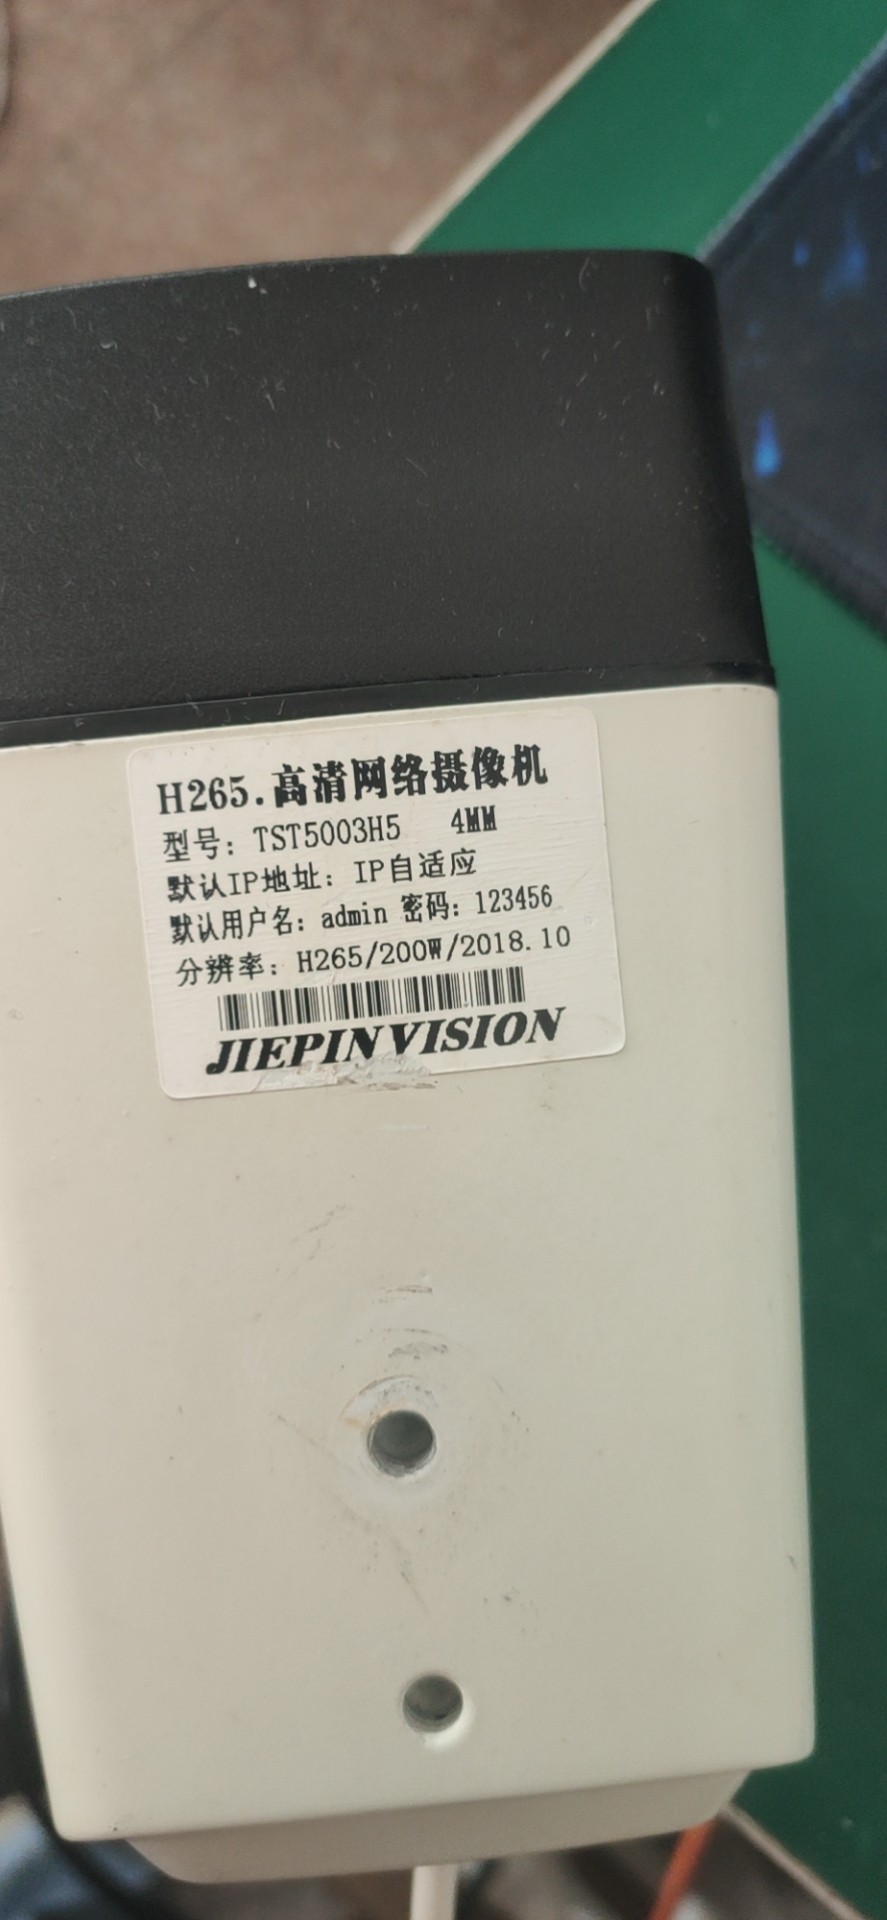 H265.高清网络摄像机
型号：TST5003H5 4MM
默认IP地址：IP自适应
默认用户名：admin 密码：123456
分辨率：H265/200W/2018.10
JIEPINVISION